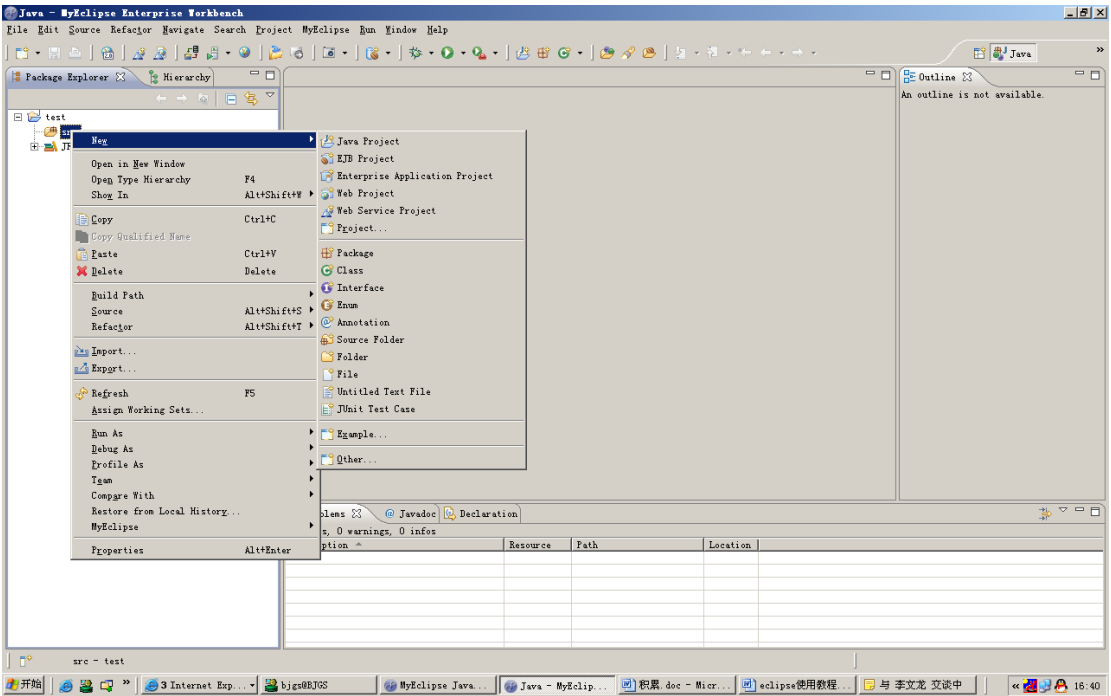 Java - MyEclipse Enterprise Workbench
File Edit Source Refactor Navigate Search Project MyEclipse Run Window Help
Java
»
Package Explorer
Hierarchy
Outline
An outline is not available.
test
src
New
Open in New Window
Open Type Hierarchy F4
Show In Alt+Shift+W
Copy Ctrl+C
Copy Qualified Name
Paste Ctrl+V
Delete Delete
Build Path
Source Alt+Shift+S
Refactor Alt+Shift+T
Import...
Export...
Refresh F5
Assign Working Sets...
Run As
Debug As
Profile As
Team
Compare With
Restore from Local History...
MyEclipse
Properties Alt+Enter
Java Project
EJB Project
Enterprise Application Project
Web Project
Web Service Project
Project...
Package
Class
Interface
Enum
Annotation
Source Folder
Folder
File
Untitled Text File
JUnit Test Case
Example...
Other...
blems
Javadoc
Declaration
s, 0 warnings, 0 infos
ption Resource Path Location
src - test
开始
»
3 Internet Exp...
bjgs@BJGS
MyEclipse Java...
Java - MyEclip...
积累.doc - Micr...
eclipse使用教程...
与 李文龙 交谈中
«
16:40